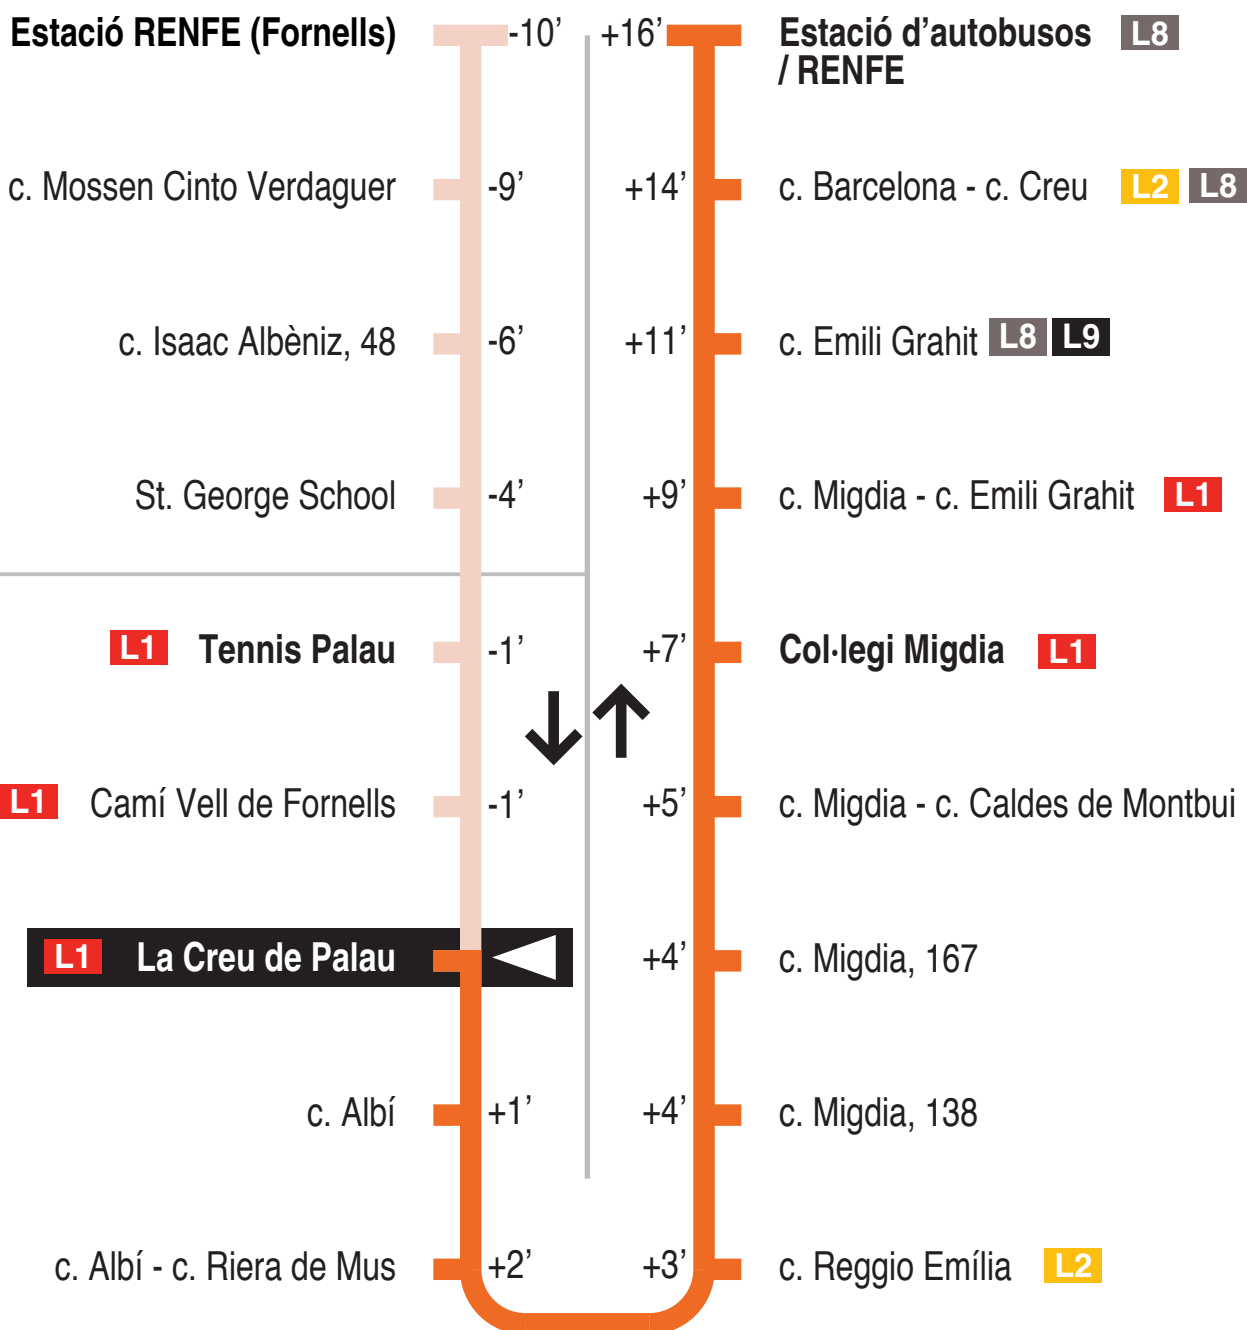 Estació RENFE (Fornells) -10’
c. Mossen Cinto Verdaguer -9’
c. Isaac Albèniz, 48 -6’
St. George School -4’
L1 Tennis Palau -1’
L1 Camí Vell de Fornells -1’
L1 La Creu de Palau
c. Albí +1’
c. Albí - c. Riera de Mus +2’
+16’ Estació d’autobusos L8
/ RENFE
+14’ c. Barcelona - c. Creu L2 L8
+11’ c. Emili Grahit L8 L9
+9’ c. Migdia - c. Emili Grahit L1
+7’ Col·legi Migdia L1
+5’ c. Migdia - c. Caldes de Montbui
+4’ c. Migdia, 167
+4’ c. Migdia, 138
+3’ c. Reggio Emília L2